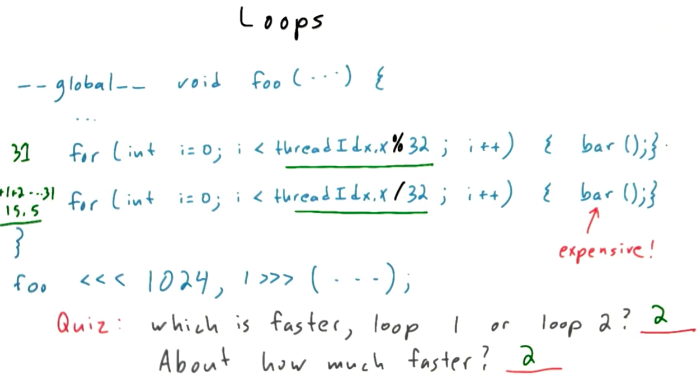 Loops
--global-- void foo (...) {
...
31 for (int i=0; i < threadIdx.x % 32 ; i++) { bar();}
+1+2...31
15.5 for (int i=0; i < threadIdx.x / 32 ; i++) { bar();}
}
expensive!
foo <<< 1024, 1 >>> (---);
Quiz: which is faster, loop 1 or loop 2? 2
About how much faster? 2